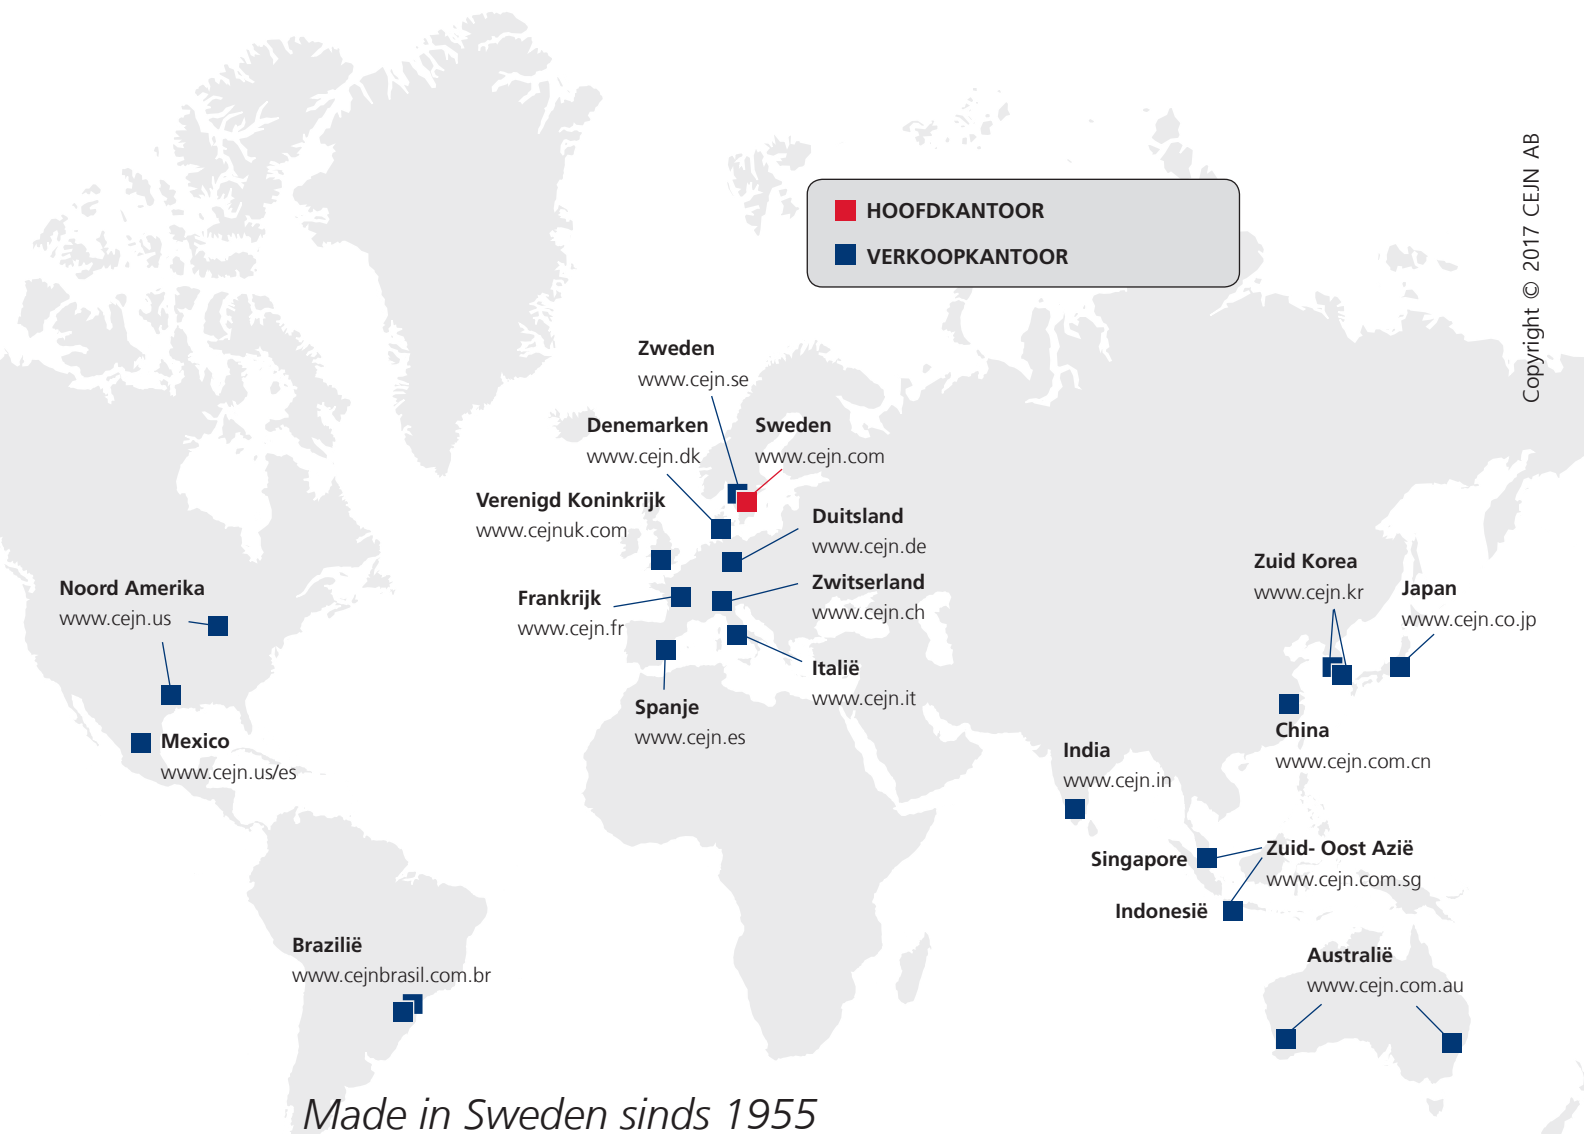 Copyright © 2017 CEJN AB
HOOFDKANTOOR
VERKOOPKANTOOR
Zweden
www.cejn.se
Denemarken
www.cejn.dk
Sweden
www.cejn.com
Verenigd Koninkrijk
www.cejnuk.com
Duitsland
www.cejn.de
Zwitserland
www.cejn.ch
Frankrijk
www.cejn.fr
Italië
www.cejn.it
Spanje
www.cejn.es
Noord Amerika
www.cejn.us
Mexico
www.cejn.us/es
Brazilië
www.cejnbrasil.com.br
Zuid Korea
www.cejn.kr
Japan
www.cejn.co.jp
China
www.cejn.com.cn
India
www.cejn.in
Singapore
Zuid- Oost Azië
www.cejn.com.sg
Indonesië
Australië
www.cejn.com.au
Made in Sweden sinds 1955